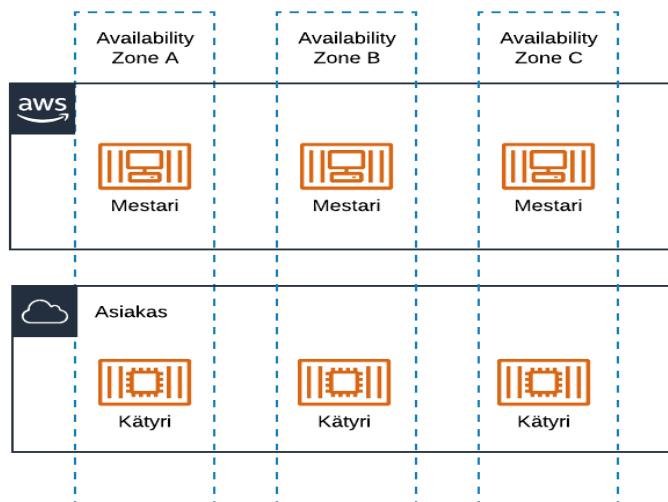 Availability
Zone A
Availability
Zone B
Availability
Zone C
aws
Mestari
Mestari
Mestari
Asiakas
Kätyri
Kätyri
Kätyri